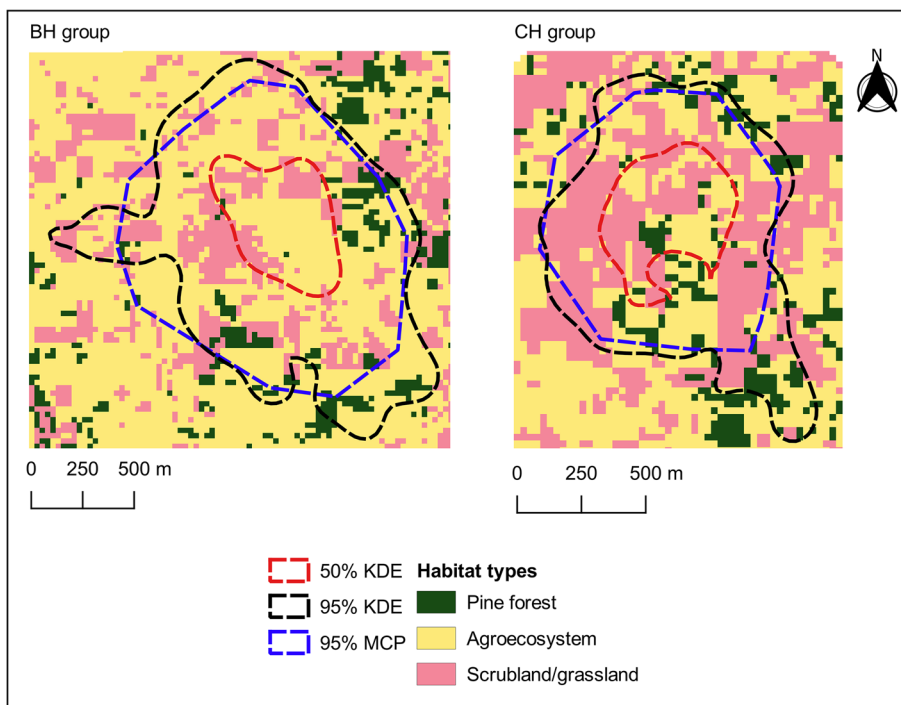 BH group
CH group
N
0 250 500 m
0 250 500 m
50% KDE
95% KDE
95% MCP
Habitat types
Pine forest
Agroecosystem
Scrubland/grassland